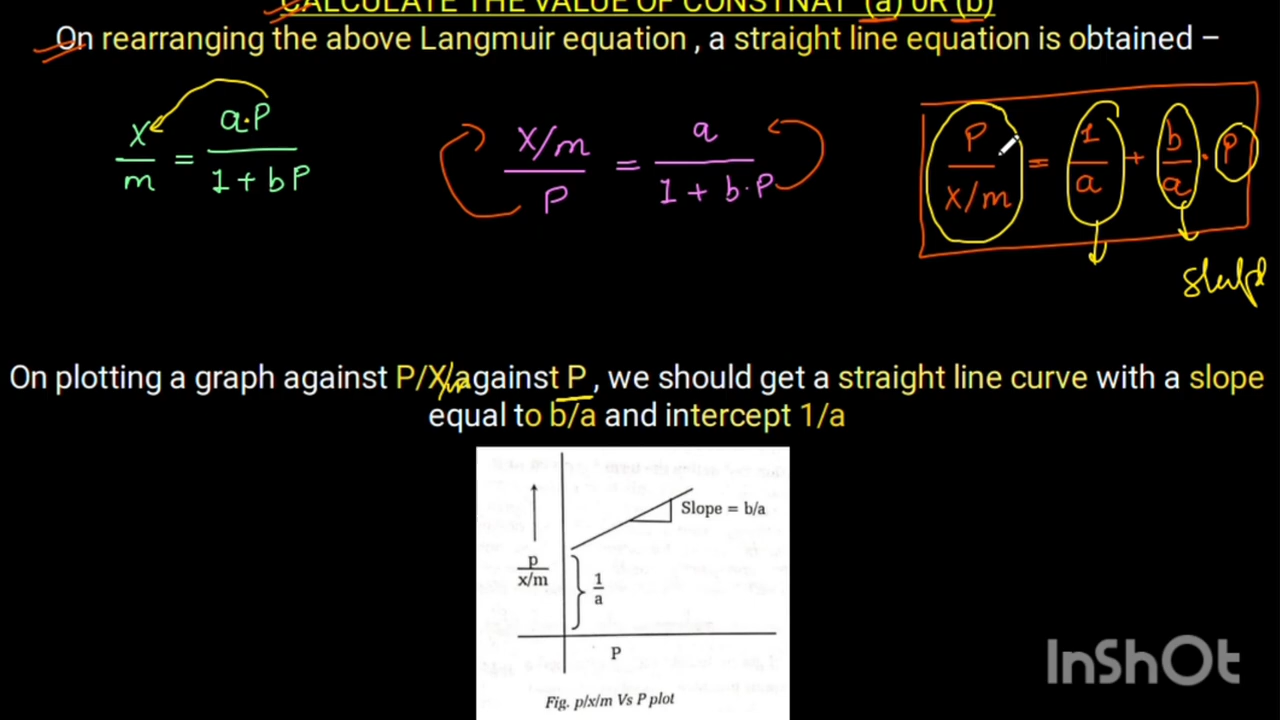 CALCULATE THE VALUE OF CONSTNAT (a) OR (b)
On rearranging the above Langmuir equation , a straight line equation is obtained –
x/m = a·P/1 + bP
x/m/P = a/1 + b·P
P/x/m = 1/a + b/a · P
On plotting a graph against P/X/m against P , we should get a straight line curve with a slope
equal to b/a and intercept 1/a
Slope = b/a
p
x/m
1
a
P
Fig. p/x/m Vs P plot
InShOt